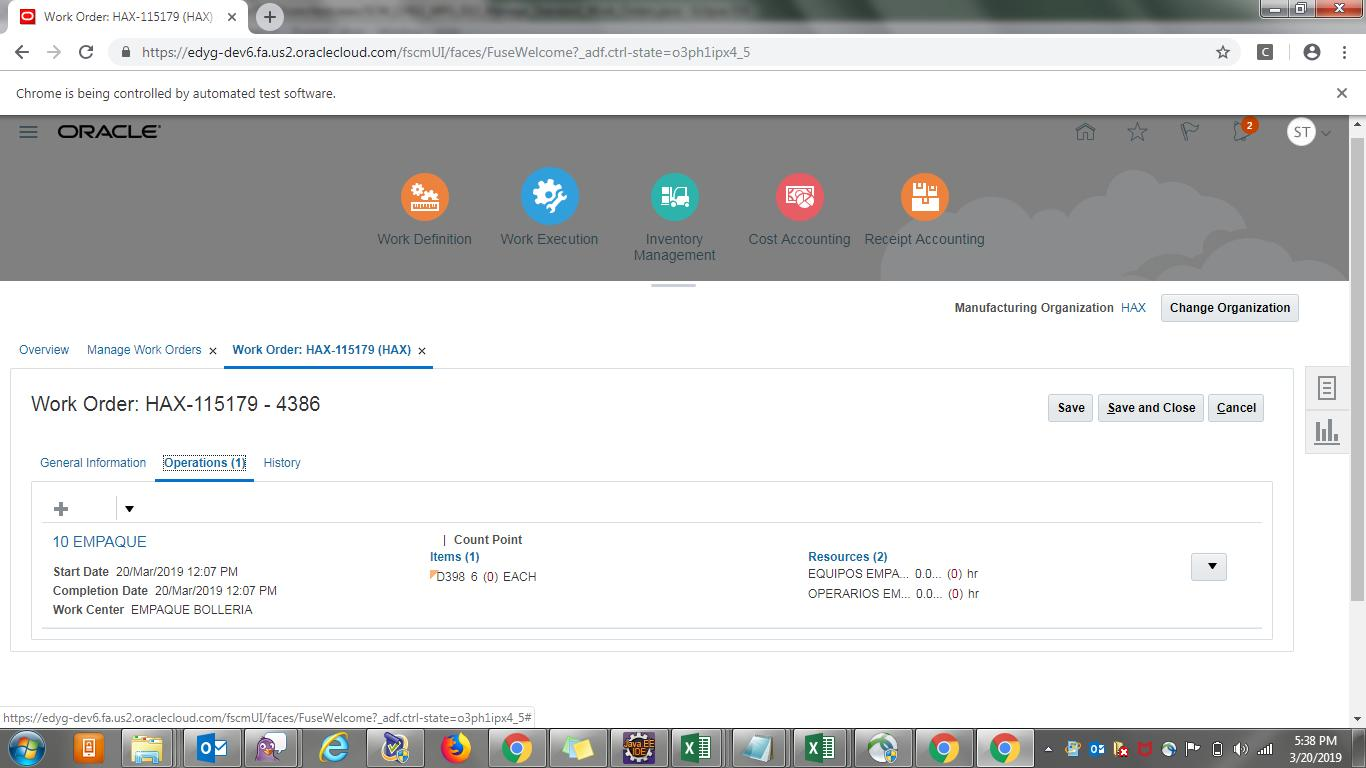 Work Order: HAX-115179 (HAX)
https://edyg-dev6.fa.us2.oraclecloud.com/fscmUI/faces/FuseWelcome?_adf.ctrl-state=o3ph1ipx4_5
C
Chrome is being controlled by automated test software.
ORACLE
2
ST
Work Definition
Work Execution
Inventory Management
Cost Accounting
Receipt Accounting
Manufacturing Organization HAX
Change Organization
Overview
Manage Work Orders
Work Order: HAX-115179 (HAX)
Work Order: HAX-115179 - 4386
Save
Save and Close
Cancel
General Information
Operations (1)
History
10 EMPAQUE
| Count Point
Items (1)
D398 6 (0) EACH
Start Date 20/Mar/2019 12:07 PM
Completion Date 20/Mar/2019 12:07 PM
Work Center EMPAQUE BOLLERIA
Resources (2)
EQUIPOS EMPA... 0.0... (0) hr
OPERARIOS EM... 0.0... (0) hr
https://edyg-dev6.fa.us2.oraclecloud.com/fscmUI/faces/FuseWelcome?_adf.ctrl-state=o3ph1ipx4_5#
Java EE
IDE
5:38 PM
3/20/2019